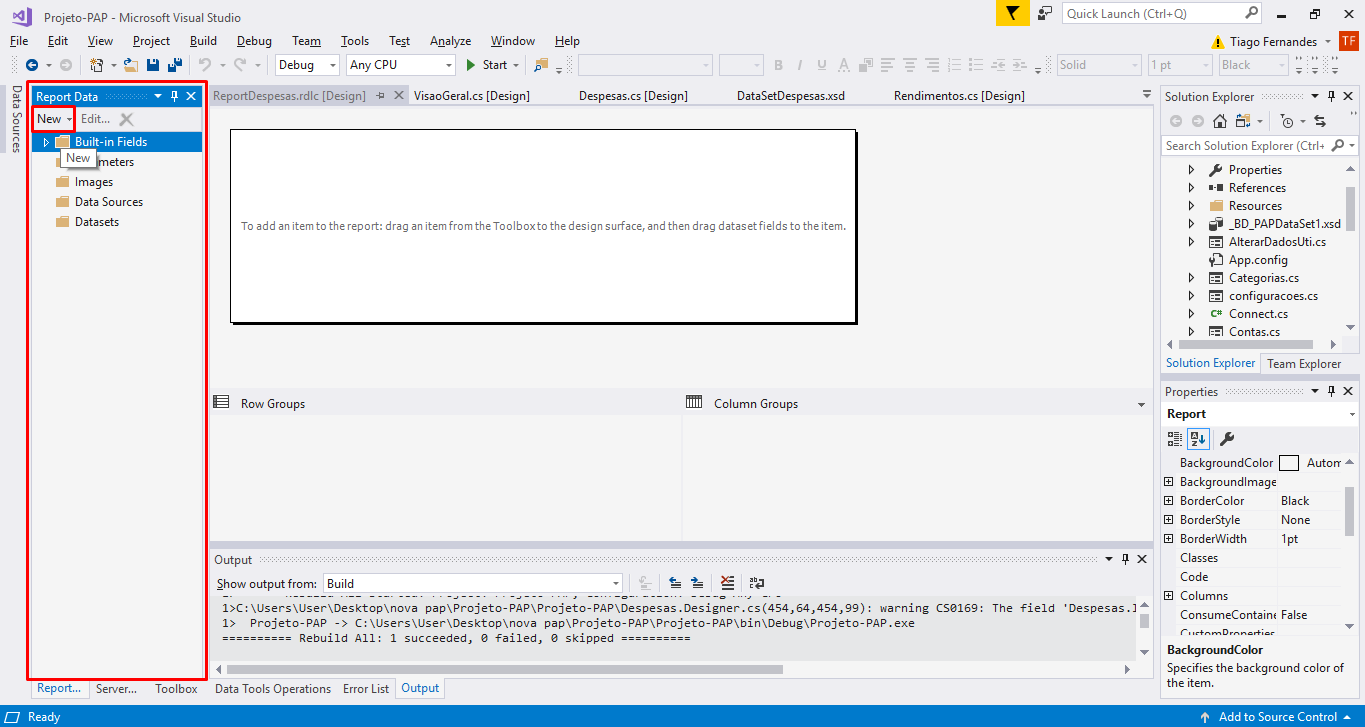 Projeto-PAP - Microsoft Visual Studio
Quick Launch (Ctrl+Q)
File Edit View Project Build Debug Team Tools Test Analyze Window Help
Tiago Fernandes TF
Debug Any CPU Start
B I U A
Solid 1 pt Black
Data Sources
Report Data
New Edit...
Built-in Fields
New
meters
Images
Data Sources
Datasets
ReportDespesas.rdlc [Design] VisaoGeral.cs [Design] Despesas.cs [Design] DataSetDespesas.xsd Rendimentos.cs [Design]
To add an item to the report: drag an item from the Toolbox to the design surface, and then drag dataset fields to the item.
Row Groups Column Groups
Output
Show output from: Build
1>C:\Users\User\Desktop\nova pap\Projeto-PAP\Projeto-PAP\Despesas.Designer.cs(454,64,454,99): warning CS0169: The field 'Despesas.
1> Projeto-PAP -> C:\Users\User\Desktop\nova pap\Projeto-PAP\Projeto-PAP\bin\Debug\Projeto-PAP.exe
========== Rebuild All: 1 succeeded, 0 failed, 0 skipped ==========
Report... Server... Toolbox Data Tools Operations Error List Output
Solution Explorer
Search Solution Explorer (Ctrl+
Properties
References
Resources
_BD_PAPDataSet1.xsd
AlterarDadosUti.cs
App.config
Categorias.cs
configuracoes.cs
C# Connect.cs
Contas.cs
Solution Explorer Team Explorer
Properties
Report
BackgroundColor Autom
BackgroundImage
BorderColor Black
BorderStyle None
BorderWidth 1pt
Classes
Code
Columns
ConsumeContaine False
CustomProperties
BackgroundColor
Specifies the background color of
the item.
Ready Add to Source Control